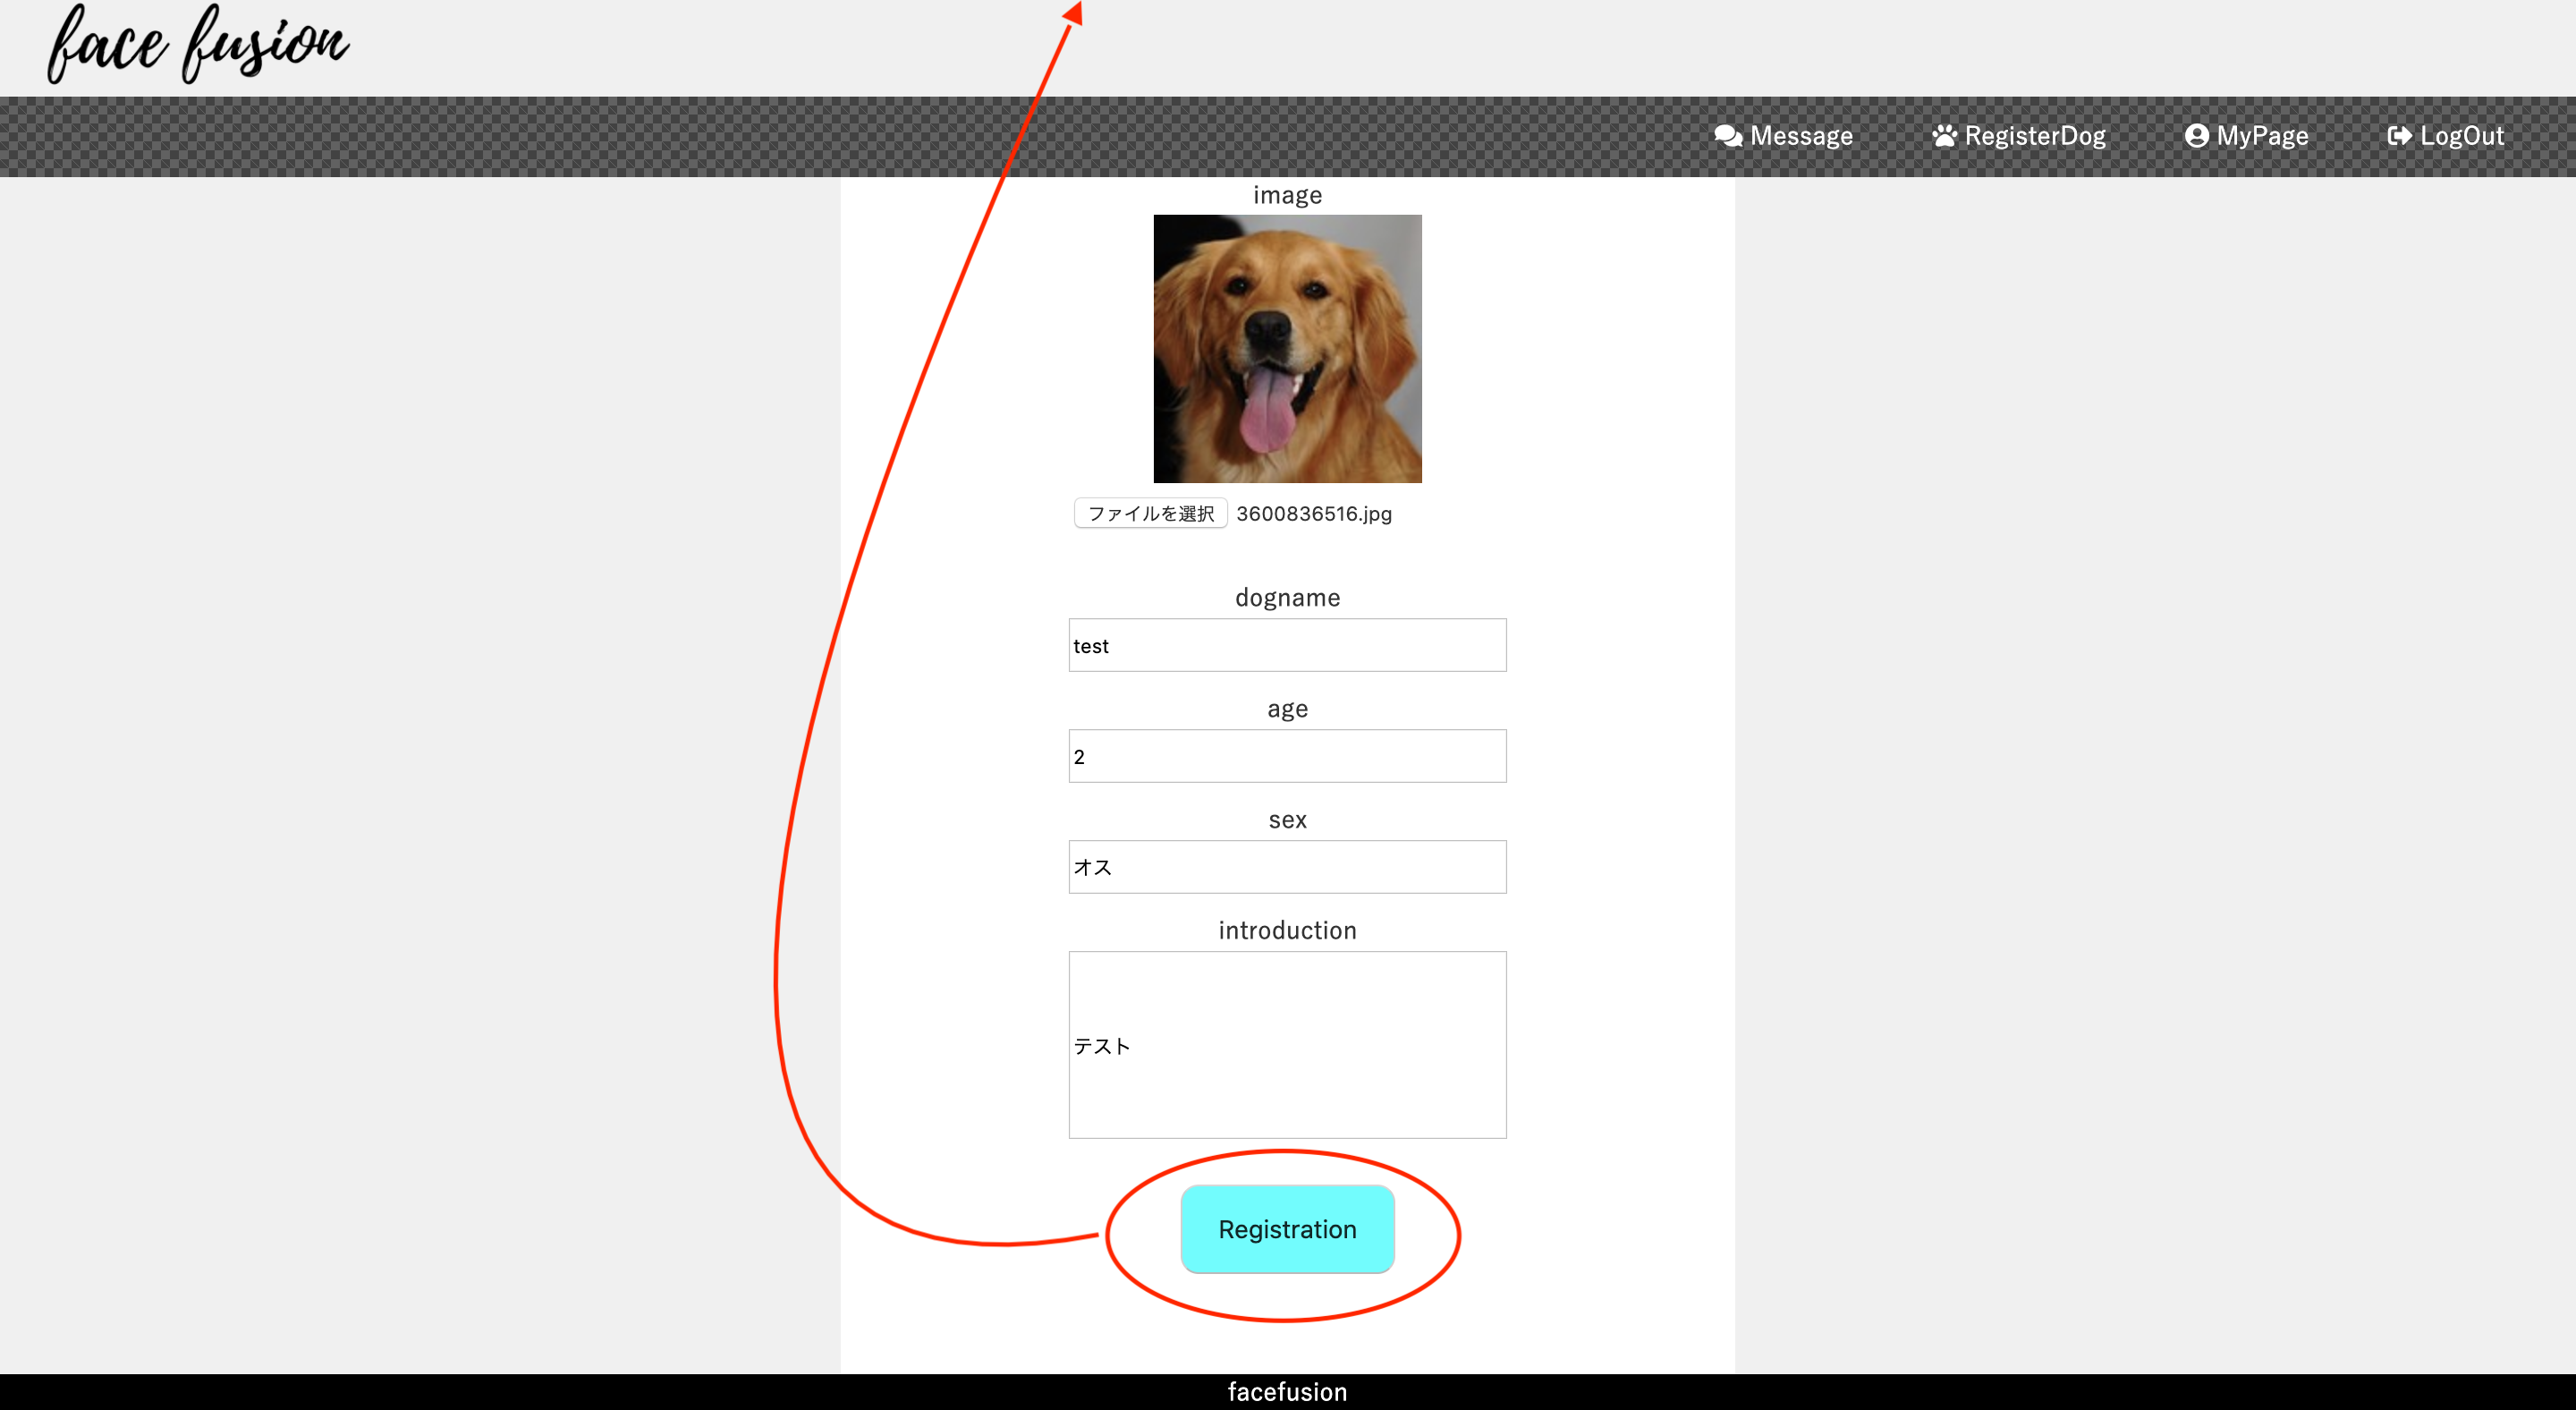 face fusion
Message RegisterDog MyPage LogOut
image
ファイルを選択 3600836516.jpg
dogname
test
age
2
sex
オス
introduction
テスト
Registration
facefusion